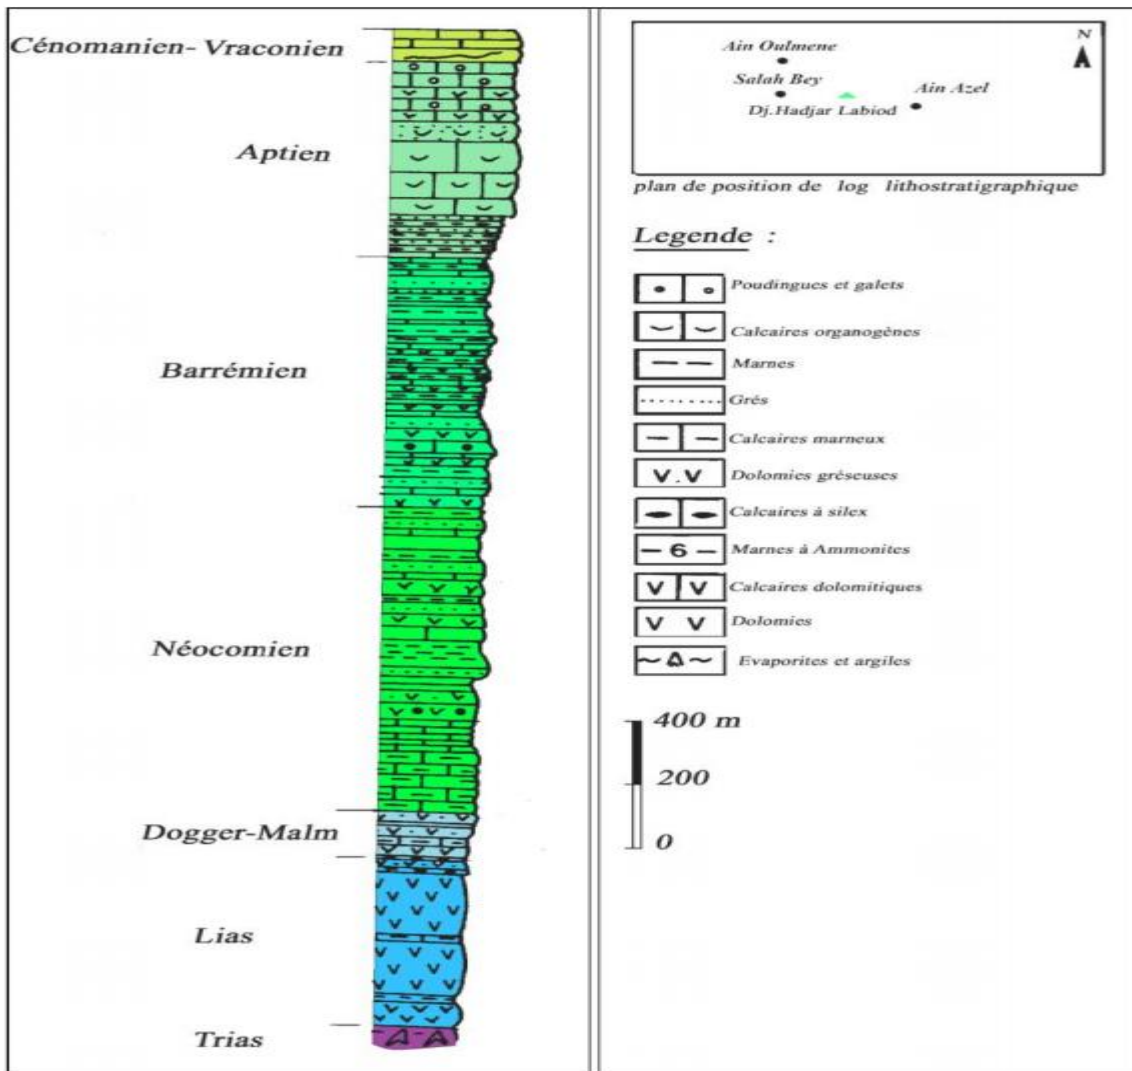 Cénomanien-Vraconien
Aptien
Barrémien
Néocomien
Dogger-Malm
Lias
Trias
N
Ain Oulmene
Salah Bey
Ain Azel
Dj.Hadjar Labiod
plan de position de log lithostratigraphique
Legende :
Poudingues et galets
Calcaires organogènes
Marnes
Grés
Calcaires marneux
Dolomies gréseuses
Calcaires à silex
6
Marnes à Ammonites
Calcaires dolomitiques
Dolomies
Evaporites et argiles
400 m
200
0